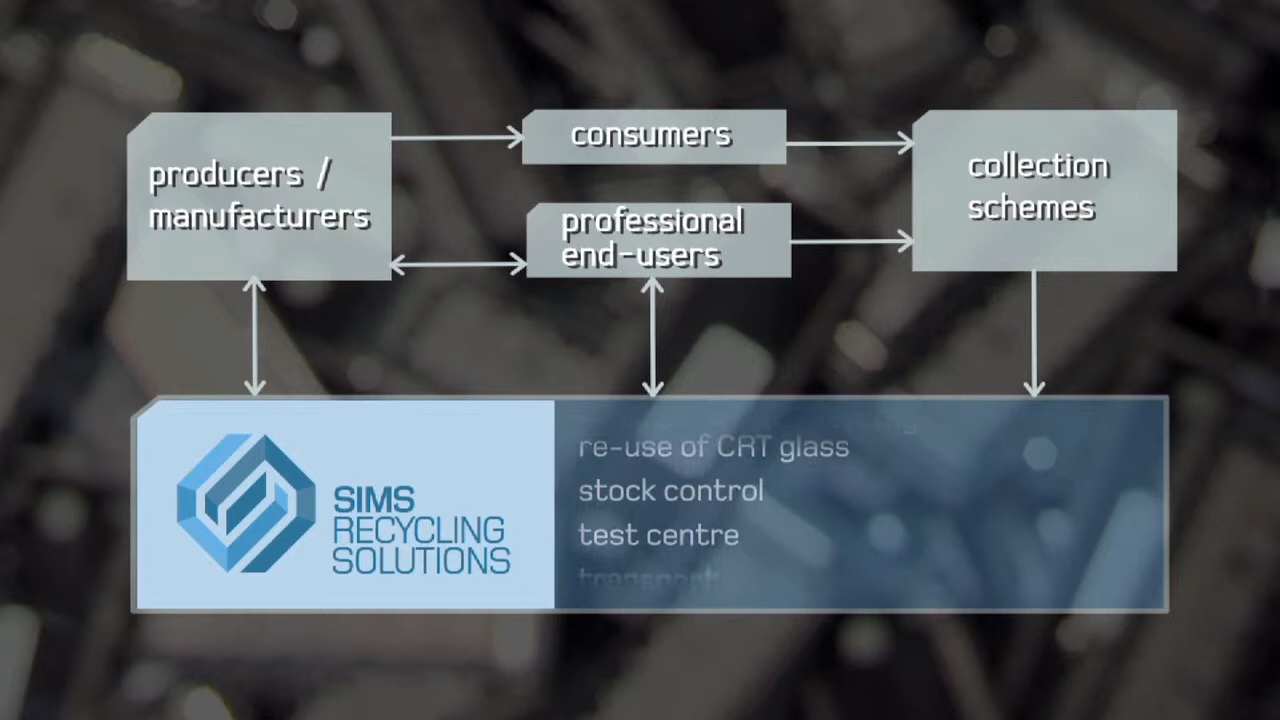 producers /
manufacturers
consumers
professional
end-users
collection
schemes
SIMS
RECYCLING
SOLUTIONS
re-use of CRT glass
stock control
test centre
transport